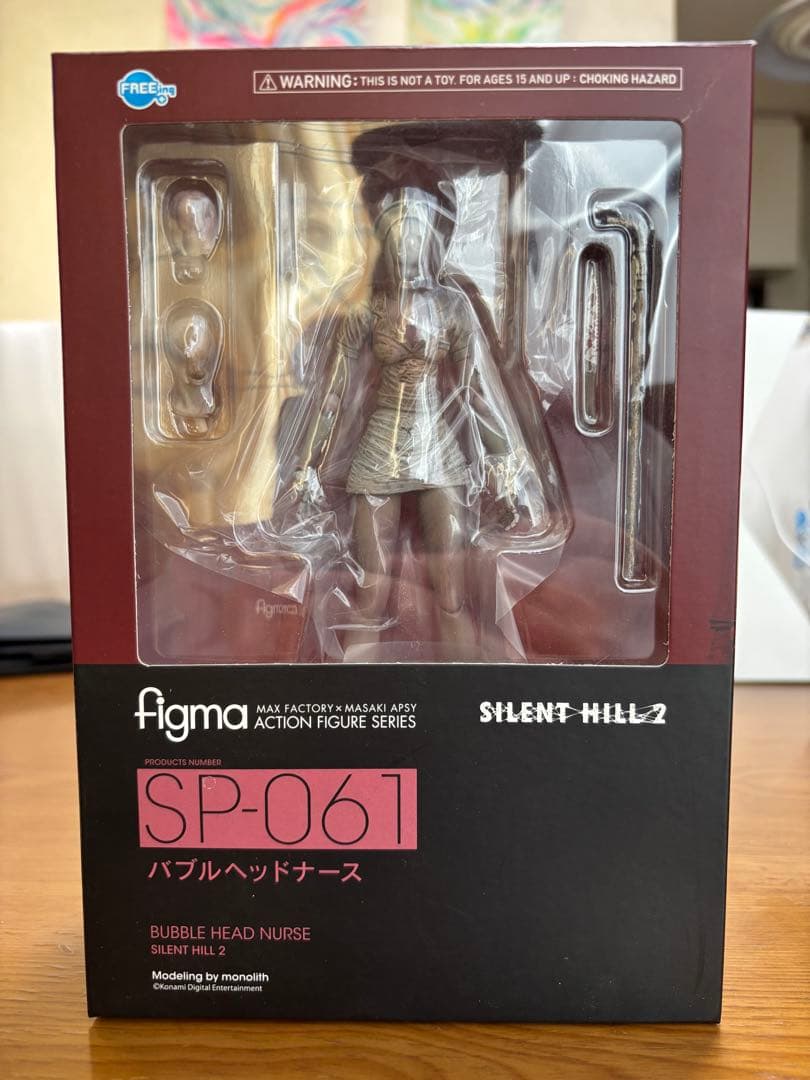 FREEing
WARNING: THIS IS NOT A TOY. FOR AGES 15 AND UP : CHOKING HAZARD
figma
figma MAX FACTORY × MASAKI APSY
ACTION FIGURE SERIES
SILENT HILL 2
PRODUCTS NUMBER
SP-061
バブルヘッドナース
BUBBLE HEAD NURSE
SILENT HILL 2
Modeling by monolith
©Konami Digital Entertainment